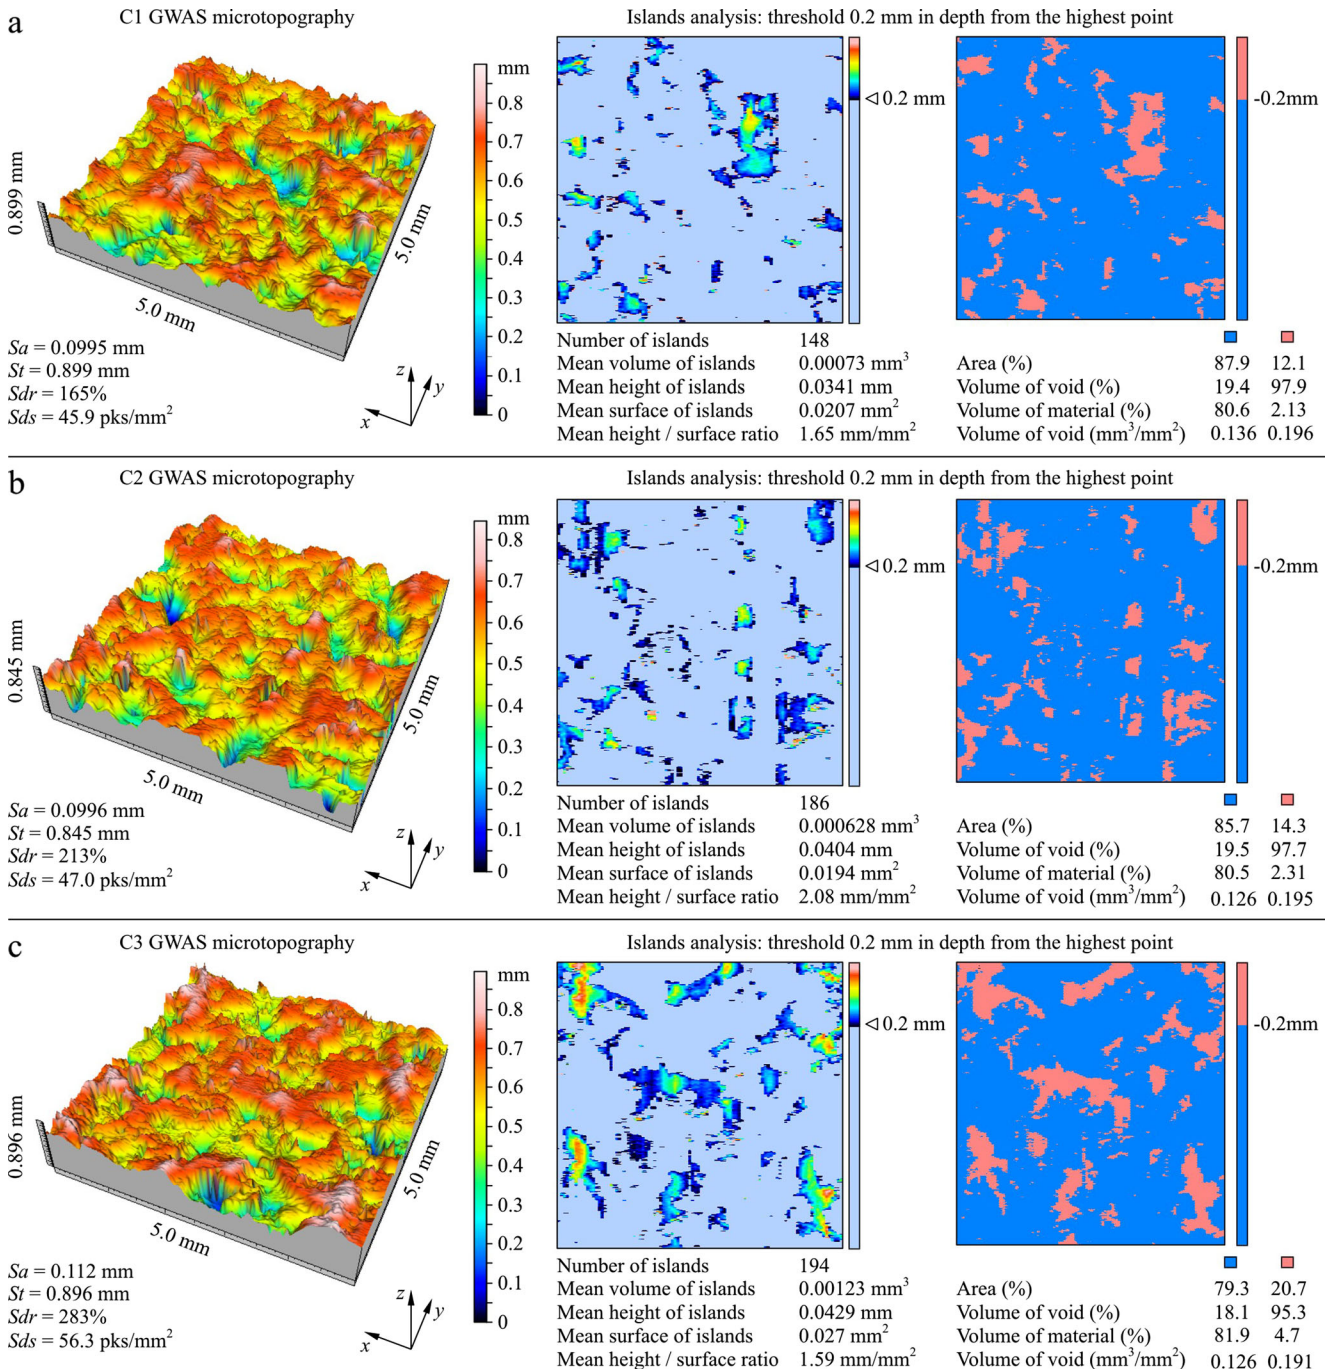 a
C1 GWAS microtopography
Islands analysis: threshold 0.2 mm in depth from the highest point
0.899 mm
5.0 mm
5.0 mm
mm
0.8
0.7
0.6
0.5
0.4
0.3
0.2
0.1
0
Sa = 0.0995 mm
St = 0.899 mm
Sdr = 165%
Sds = 45.9 pks/mm²
z
y
x
◁ 0.2 mm
-0.2mm
Number of islands 148
Mean volume of islands 0.00073 mm³
Mean height of islands 0.0341 mm
Mean surface of islands 0.0207 mm²
Mean height / surface ratio 1.65 mm/mm²
Area (%) 87.9 12.1
Volume of void (%) 19.4 97.9
Volume of material (%) 80.6 2.13
Volume of void (mm³/mm²) 0.136 0.196
b
C2 GWAS microtopography
Islands analysis: threshold 0.2 mm in depth from the highest point
0.845 mm
5.0 mm
5.0 mm
mm
0.8
0.7
0.6
0.5
0.4
0.3
0.2
0.1
0
Sa = 0.0996 mm
St = 0.845 mm
Sdr = 213%
Sds = 47.0 pks/mm²
z
y
x
◁ 0.2 mm
-0.2mm
Number of islands 186
Mean volume of islands 0.000628 mm³
Mean height of islands 0.0404 mm
Mean surface of islands 0.0194 mm²
Mean height / surface ratio 2.08 mm/mm²
Area (%) 85.7 14.3
Volume of void (%) 19.5 97.7
Volume of material (%) 80.5 2.31
Volume of void (mm³/mm²) 0.126 0.195
c
C3 GWAS microtopography
Islands analysis: threshold 0.2 mm in depth from the highest point
0.896 mm
5.0 mm
5.0 mm
mm
0.8
0.7
0.6
0.5
0.4
0.3
0.2
0.1
0
Sa = 0.112 mm
St = 0.896 mm
Sdr = 283%
Sds = 56.3 pks/mm²
z
y
x
◁ 0.2 mm
-0.2mm
Number of islands 194
Mean volume of islands 0.00123 mm³
Mean height of islands 0.0429 mm
Mean surface of islands 0.027 mm²
Mean height / surface ratio 1.59 mm/mm²
Area (%) 79.3 20.7
Volume of void (%) 18.1 95.3
Volume of material (%) 81.9 4.7
Volume of void (mm³/mm²) 0.126 0.191